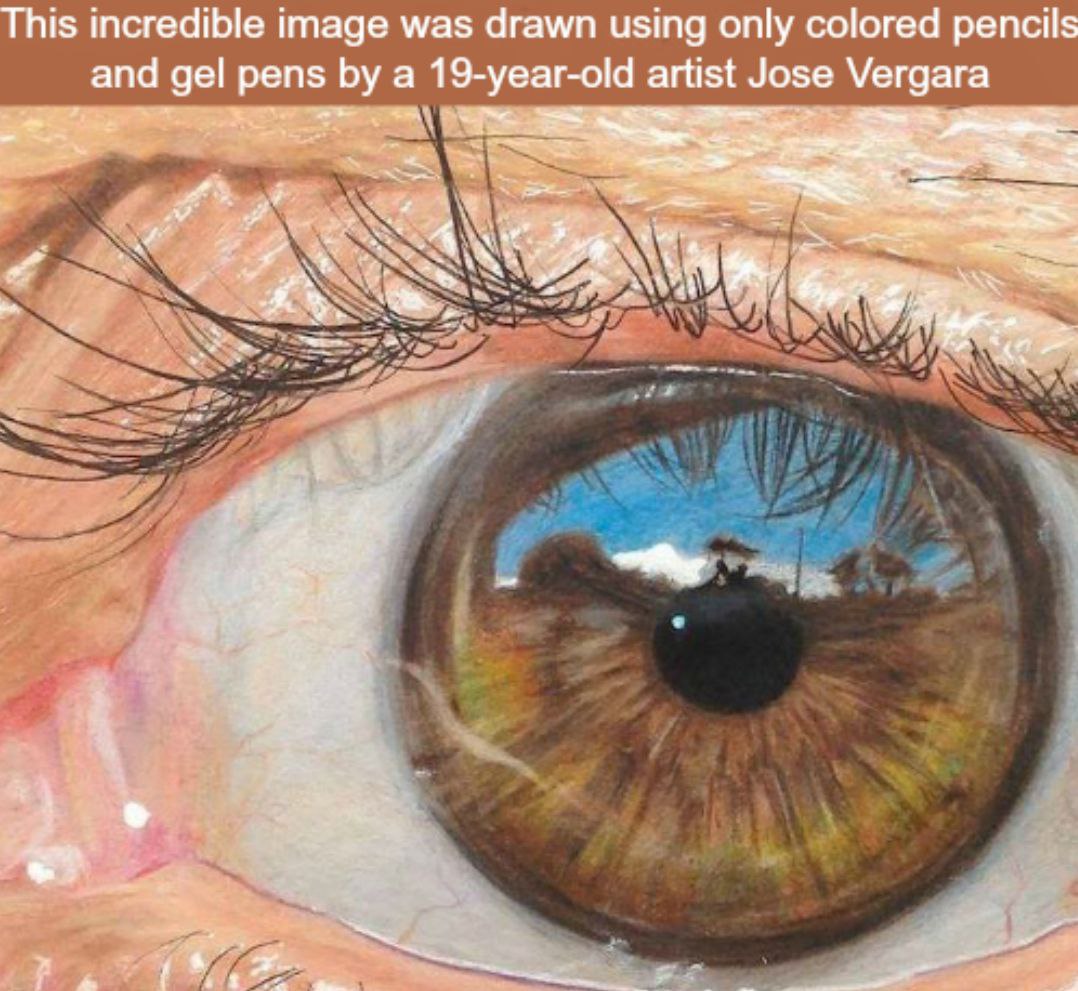 This incredible image was drawn using only colored pencils
and gel pens by a 19-year-old artist Jose Vergara